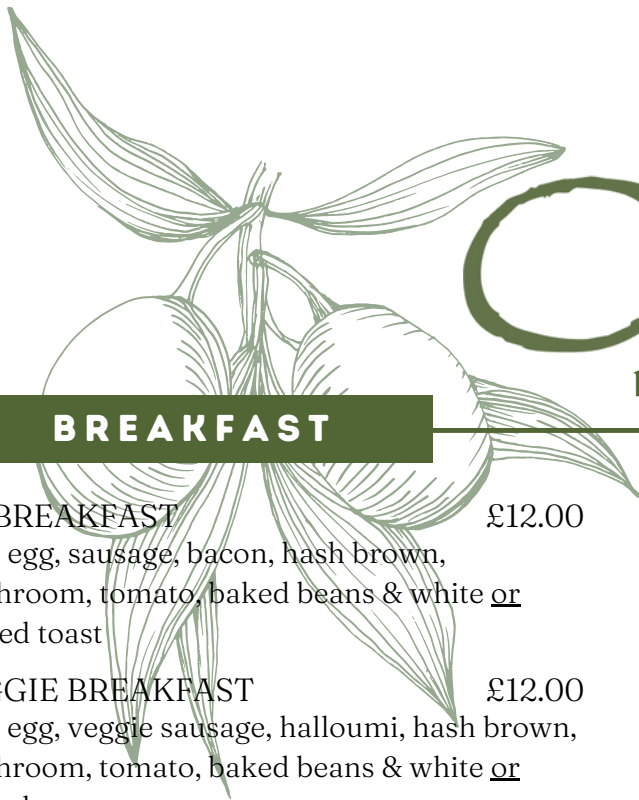 BREAKFAST
BREAKFAST £12.00
egg, sausage, bacon, hash brown,
hroom, tomato, baked beans & white or
ed toast
GIE BREAKFAST £12.00
egg, veggie sausage, halloumi, hash brown,
hroom, tomato, baked beans & white or